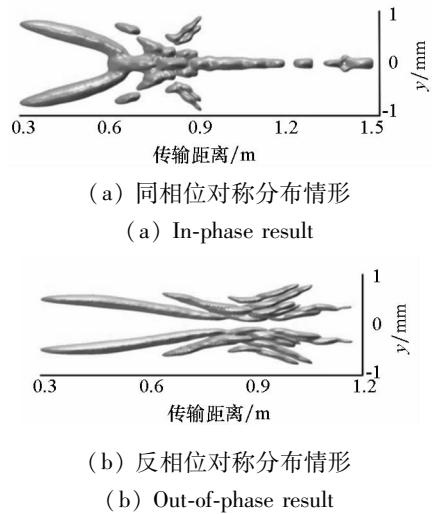 1
0
y/mm
-1
0.3 0.6 0.9 1.2 1.5
传输距离/m
(a) 同相位对称分布情形
(a) In-phase result
1
0
y/mm
-1
0.3 0.6 0.9 1.2
传输距离/m
(b) 反相位对称分布情形
(b) Out-of-phase result